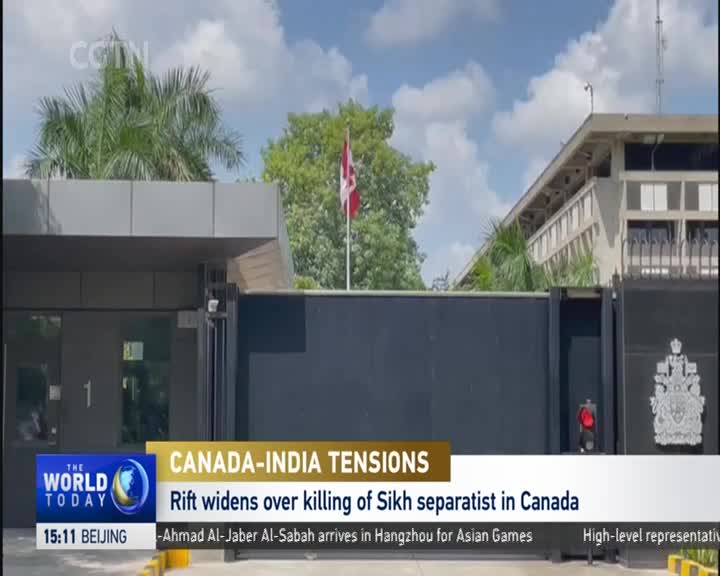 CGTN
CANADA-INDIA TENSIONS
THE WORLD TODAY
Rift widens over killing of Sikh separatist in Canada
15:11 BEIJING
-Ahmad Al-Jaber Al-Sabah arrives in Hangzhou for Asian Games High-level representativ